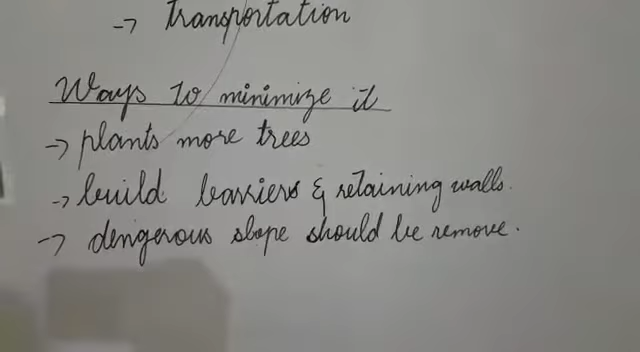 → transportation
Ways to minimize it
→ plants more trees
→ build barriers & retaining walls.
→ dengerous slope should be remove.